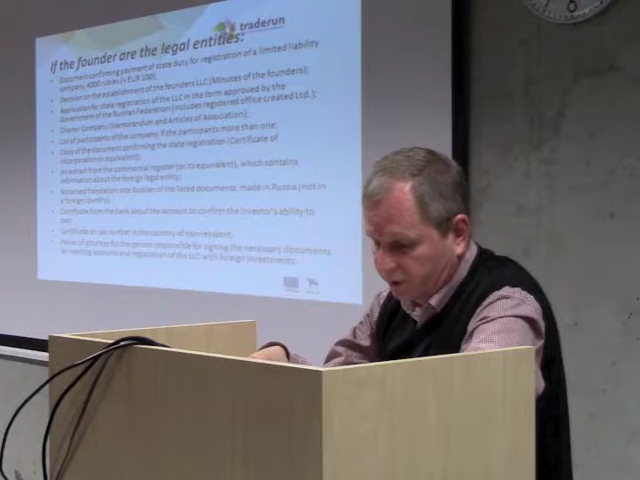 traderun
If the founder are the legal entities:
Document confirming payment of state duty for registration of a limited liability
company, 4000 rubles (≈ EUR 100);
Decision on the establishment of the founders LLC (Minutes of the founders);
Application for state registration of the LLC in the form approved by the
Government of the Russian Federation (includes registered office created Ltd.);
Charter Company (Memorandum and Articles of Association);
List of participants of the company, if the participants more than one;
of the document confirming the state registration (Certificate of
incorporation or equivalent);
An extract from the commercial register (or its equivalent), which contains
information about the foreign legal entity;
Notarised translation into Russian of the listed documents, made in Russia (not in
a foreign country);
Certificate from the bank about the account to confirm the investor's ability to
pay;
Certificate on tax number in the country of non-resident;
Power of attorney for the person responsible for signing the necessary documents
for opening accounts and registration of the LLC with foreign investments.